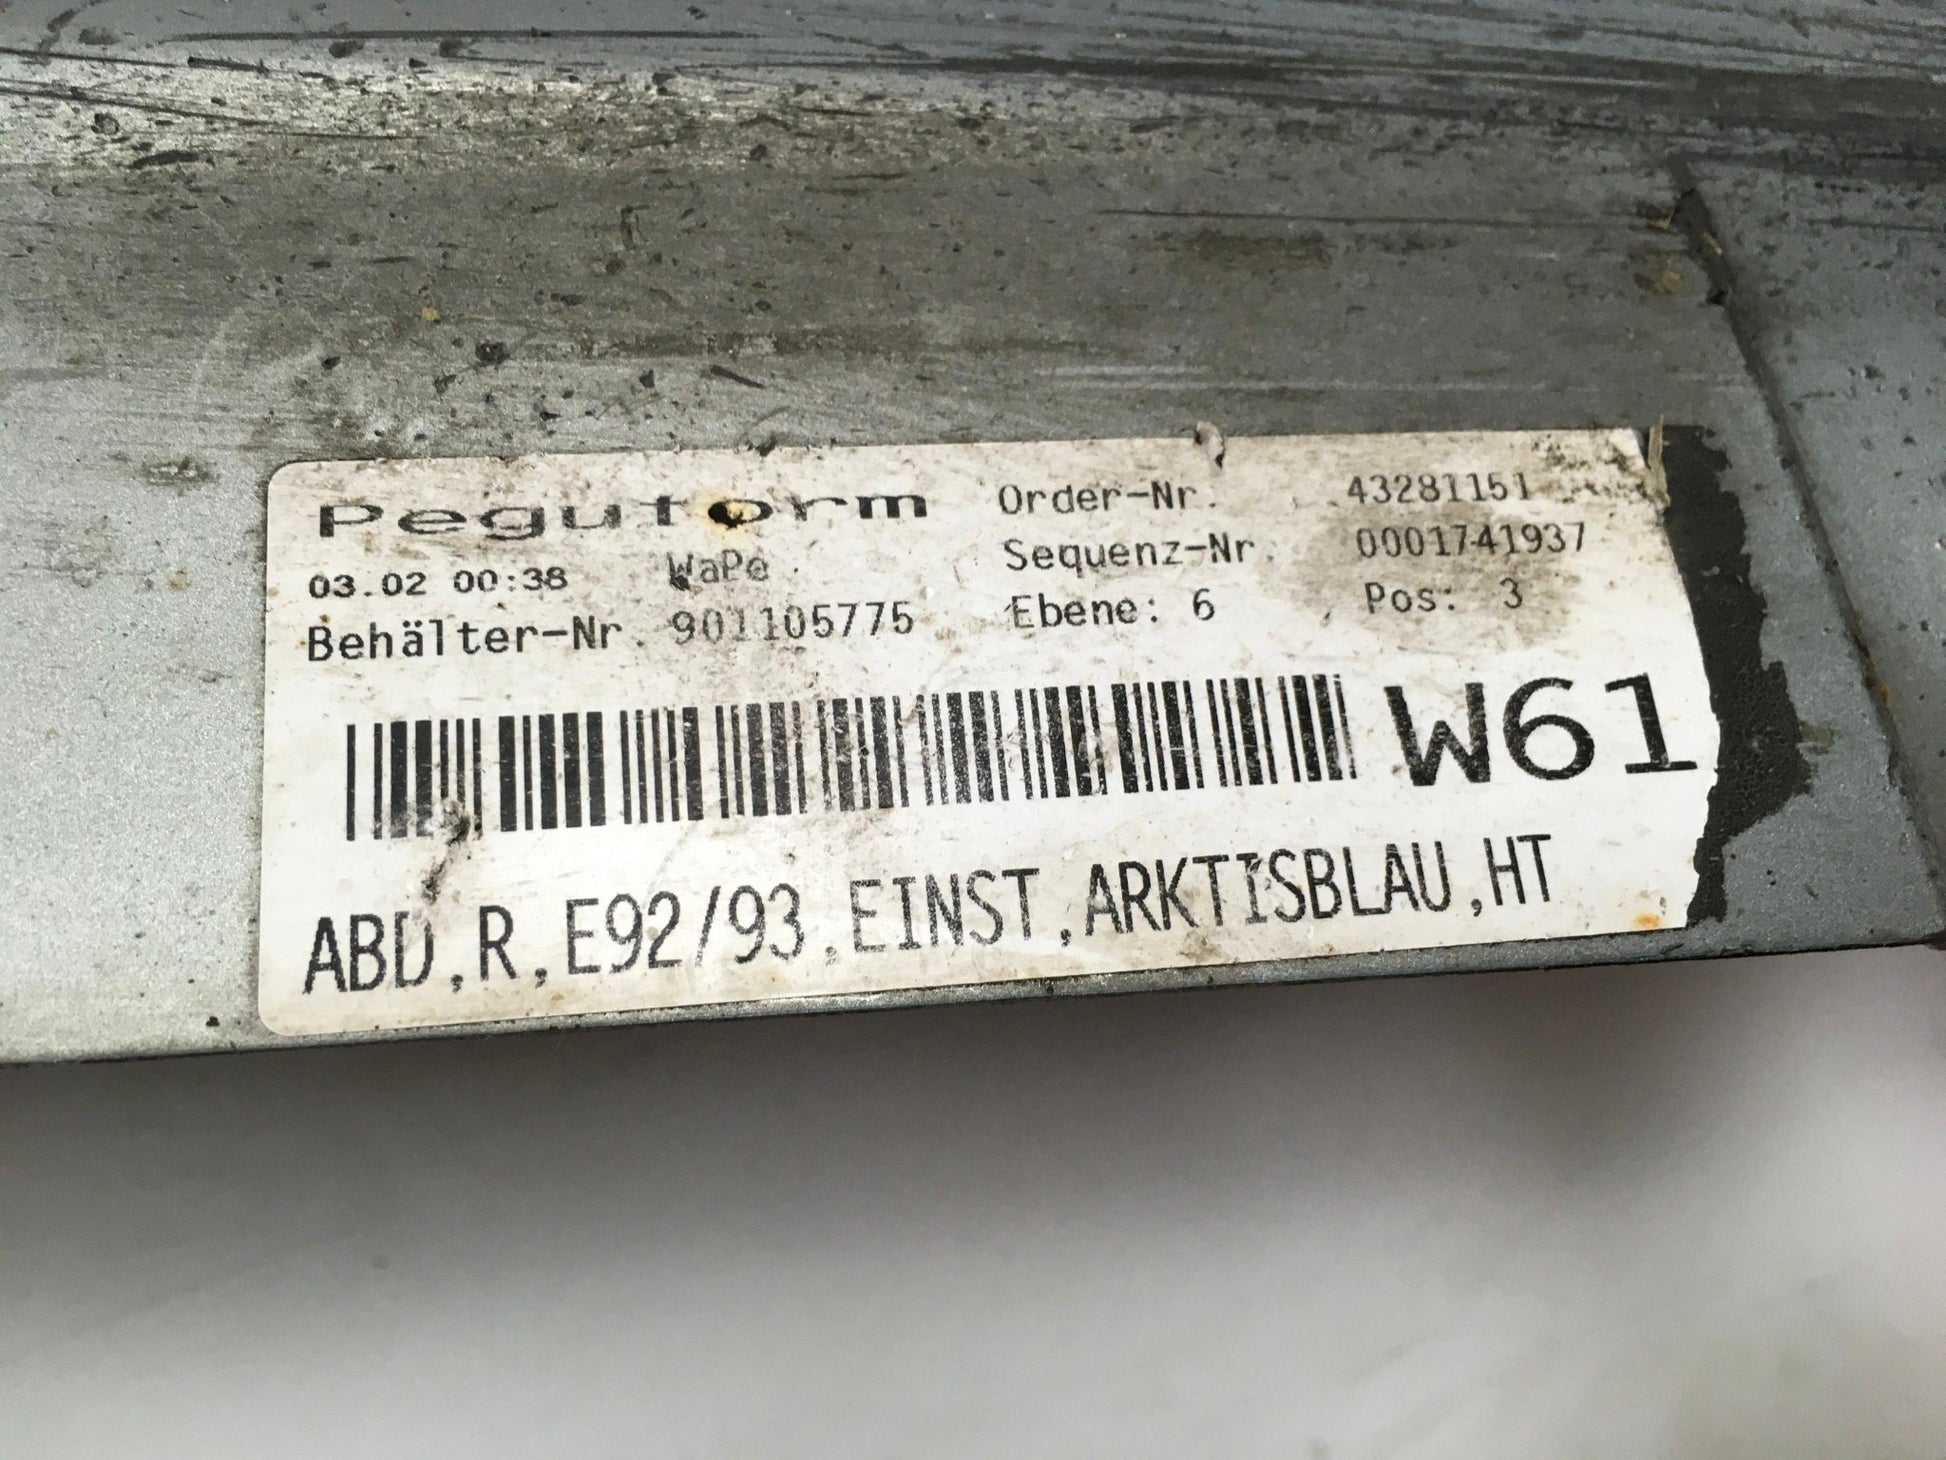 Peguform
03.02 00:38 WaPe
Behälter-Nr. 901105775
Order-Nr. 43281151
Sequenz-Nr. 0001741937
Ebene: 6 Pos: 3
W61
ABD,R,E92/93,EINST,ARKTISBLAU,HT